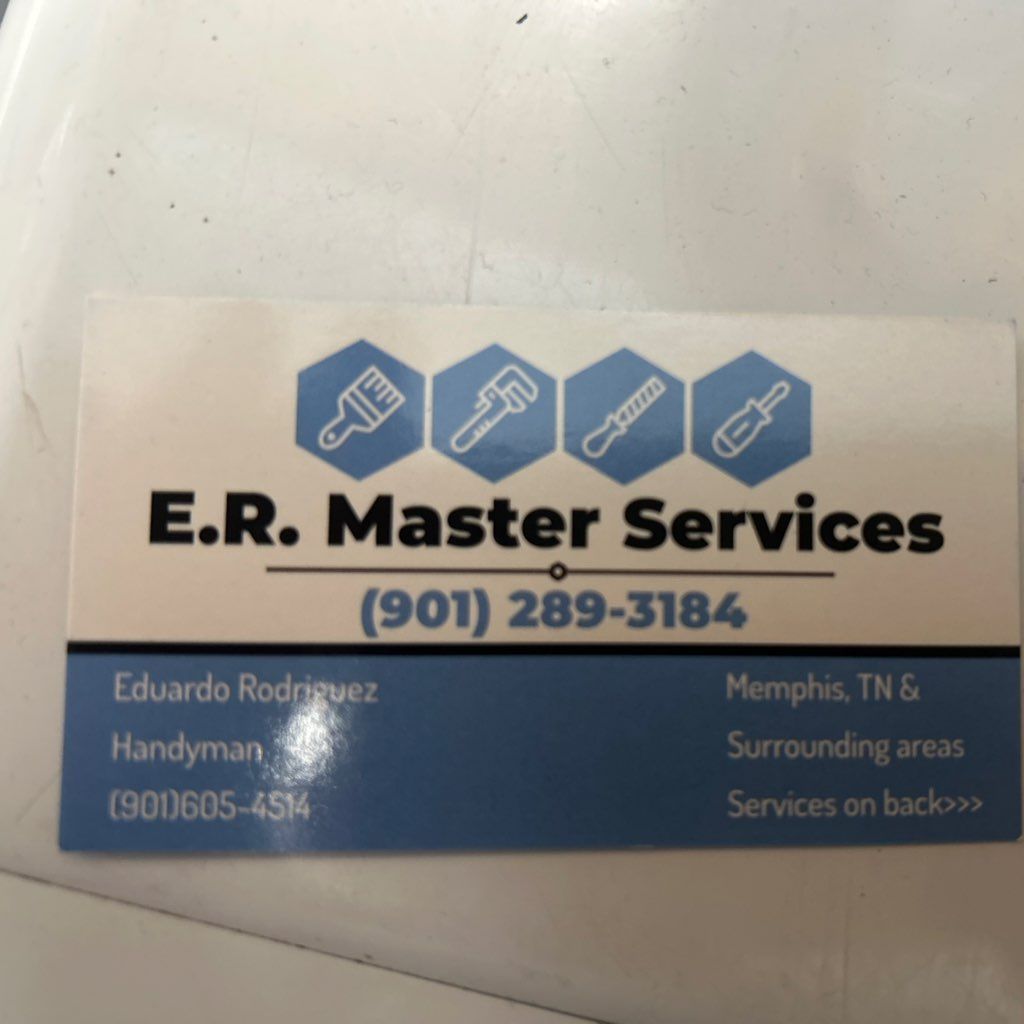 E.R. Master Services
(901) 289-3184
Eduardo Rodriguez
Handyman
(901)605-4514
Memphis, TN &
Surrounding areas
Services on back>>>